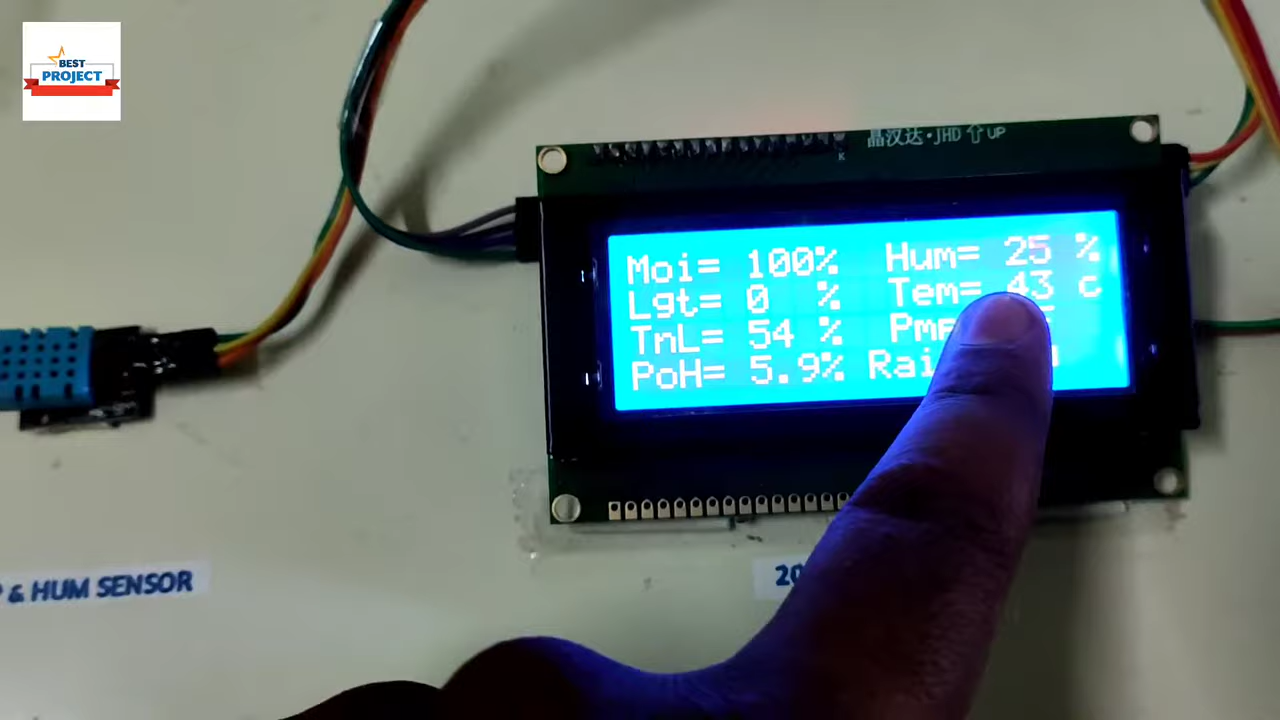 BEST
PROJECT
晶汉达·JHD UP
K
Moi= 100% Hum= 25 %
Lgt= 0 % Tem= 43 c
TnL= 54 %
PoH= 5.9%
& HUM SENSOR